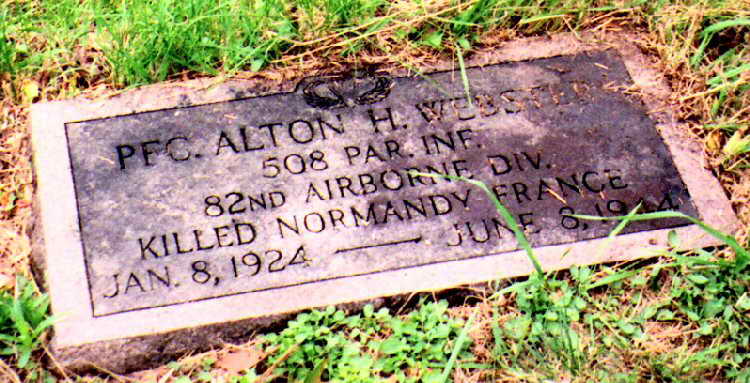 PFC. ALTON H. WEBSTER
508 PAR. INF.
82ND AIRBORNE DIV.
KILLED NORMANDY FRANCE
JAN. 8, 1924 — JUNE 8, 1944